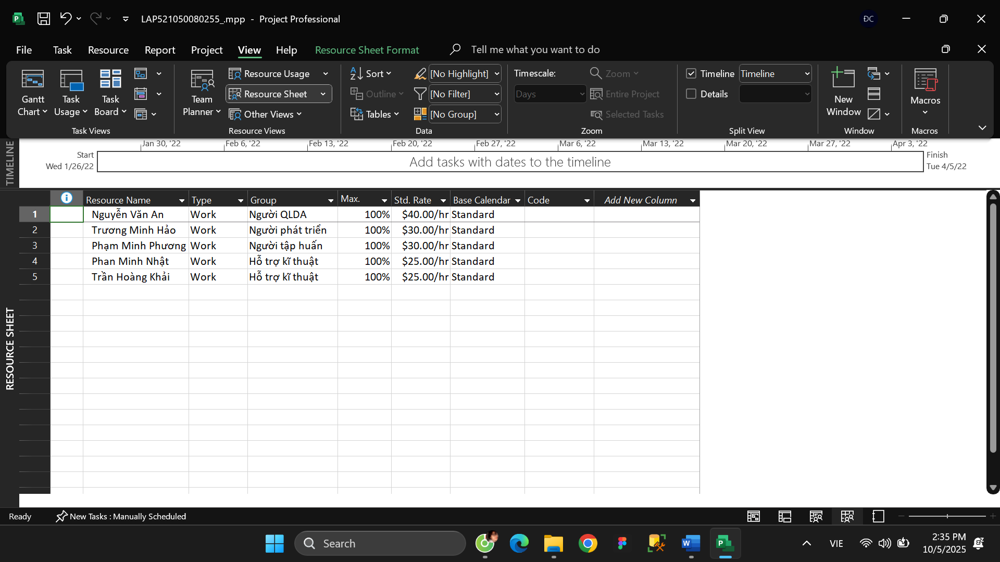 LAP521050080255_.mpp - Project Professional
ĐC
File Task Resource Report Project View Help Resource Sheet Format Tell me what you want to do
Gantt Chart
Task Usage
Task Board
Task Views
Team Planner
Resource Usage
Resource Sheet
Other Views
Resource Views
Sort
Outline
Tables
[No Highlight]
[No Filter]
[No Group]
Data
Timescale:
Days
Zoom
Entire Project
Selected Tasks
Zoom
Timeline Timeline
Details
Split View
New Window
Window
Macros
Macros
TIMELINE
Jan 30, '22 Feb 6, '22 Feb 13, '22 Feb 20, '22 Feb 27, '22 Mar 6, '22 Mar 13, '22 Mar 20, '22 Mar 27, '22 Apr 3, '22
Start
Wed 1/26/22
Add tasks with dates to the timeline
Finish
Tue 4/5/22
RESOURCE SHEET
Resource Name Type Group Max. Std. Rate Base Calendar Code Add New Column
1 Nguyễn Văn An Work Người QLDA 100% $40.00/hr Standard
2 Trương Minh Hảo Work Người phát triển 100% $30.00/hr Standard
3 Phạm Minh Phương Work Người tập huấn 100% $30.00/hr Standard
4 Phan Minh Nhật Work Hỗ trợ kĩ thuật 100% $25.00/hr Standard
5 Trần Hoàng Khải Work Hỗ trợ kĩ thuật 100% $25.00/hr Standard
Ready New Tasks : Manually Scheduled
Search
VIE
2:35 PM
10/5/2025